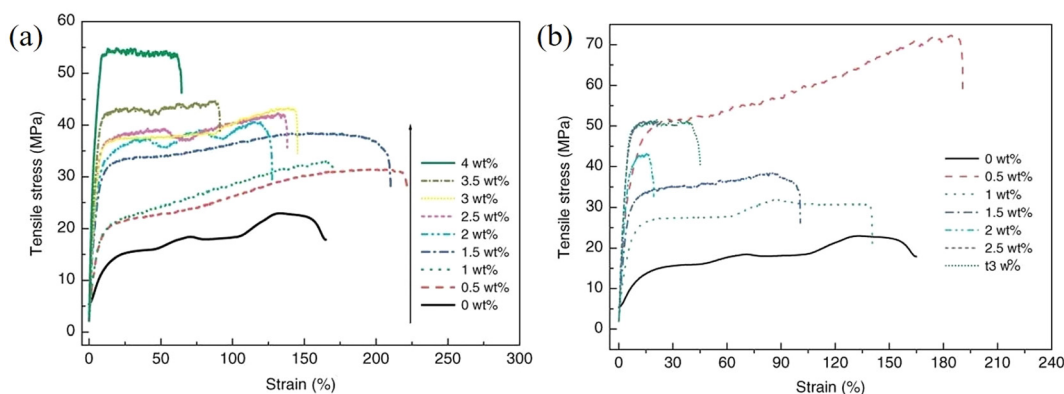 (a)
60
50
40
30
20
10
0
Tensile stress (MPa)
4 wt%
3.5 wt%
3 wt%
2.5 wt%
2 wt%
1.5 wt%
1 wt%
0.5 wt%
0 wt%
0 50 100 150 200 250 300
Strain (%)
(b)
70
60
50
40
30
20
10
0
Tensile stress (MPa)
0 wt%
0.5 wt%
1 wt%
1.5 wt%
2 wt%
2.5 wt%
t3 w%
0 30 60 90 120 150 180 210 240
Strain (%)